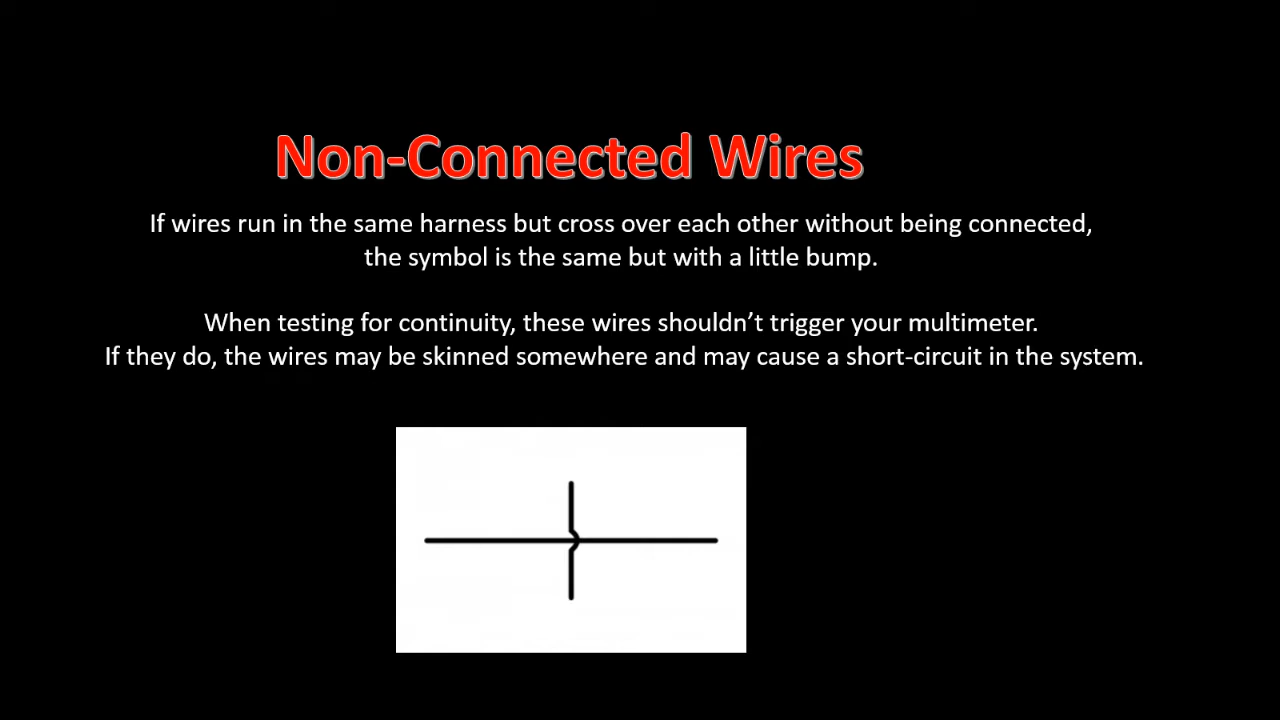 Non-Connected Wires
If wires run in the same harness but cross over each other without being connected,
the symbol is the same but with a little bump.
When testing for continuity, these wires shouldn’t trigger your multimeter.
If they do, the wires may be skinned somewhere and may cause a short-circuit in the system.